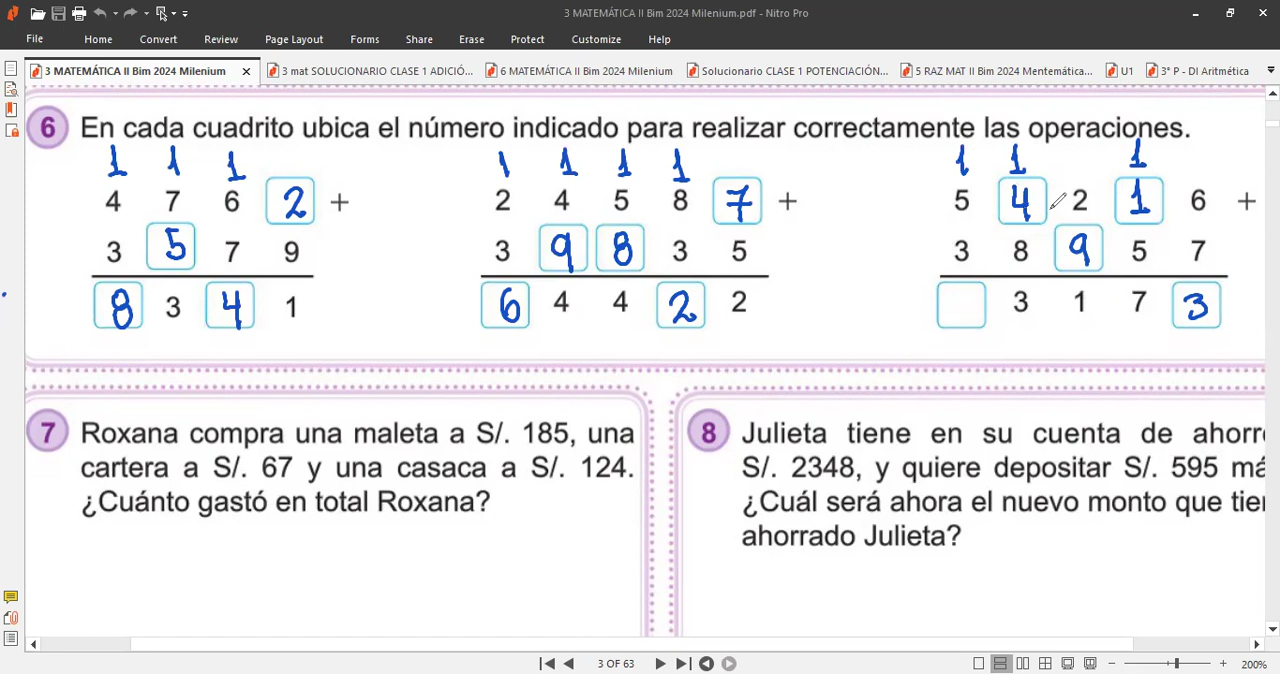 3 MATEMÁTICA II Bim 2024 Milenium.pdf - Nitro Pro
File Home Convert Review Page Layout Forms Share Erase Protect Customize Help
3 MATEMÁTICA II Bim 2024 Milenium 3 mat SOLUCIONARIO CLASE 1 ADICIÓ... 6 MATEMÁTICA II Bim 2024 Milenium Solucionario CLASE 1 POTENCIACIÓN... 5 RAZ MAT II Bim 2024 Mentemática... U1 3° P - DI Aritmética
6 En cada cuadrito ubica el número indicado para realizar correctamente las operaciones.
1 1 1
4 7 6 2 +
3 5 7 9
8 3 4 1
1 1 1 1
2 4 5 8 7 +
3 9 8 3 5
6 4 4 2 2
1 1 1
5 4 2 1 6 +
3 8 9 5 7
3 1 7 3
7 Roxana compra una maleta a S/. 185, una
cartera a S/. 67 y una casaca a S/. 124.
¿Cuánto gastó en total Roxana?
8 Julieta tiene en su cuenta de ahorr
S/. 2348, y quiere depositar S/. 595 má
¿Cuál será ahora el nuevo monto que tie
ahorrado Julieta?
3 OF 63
200%